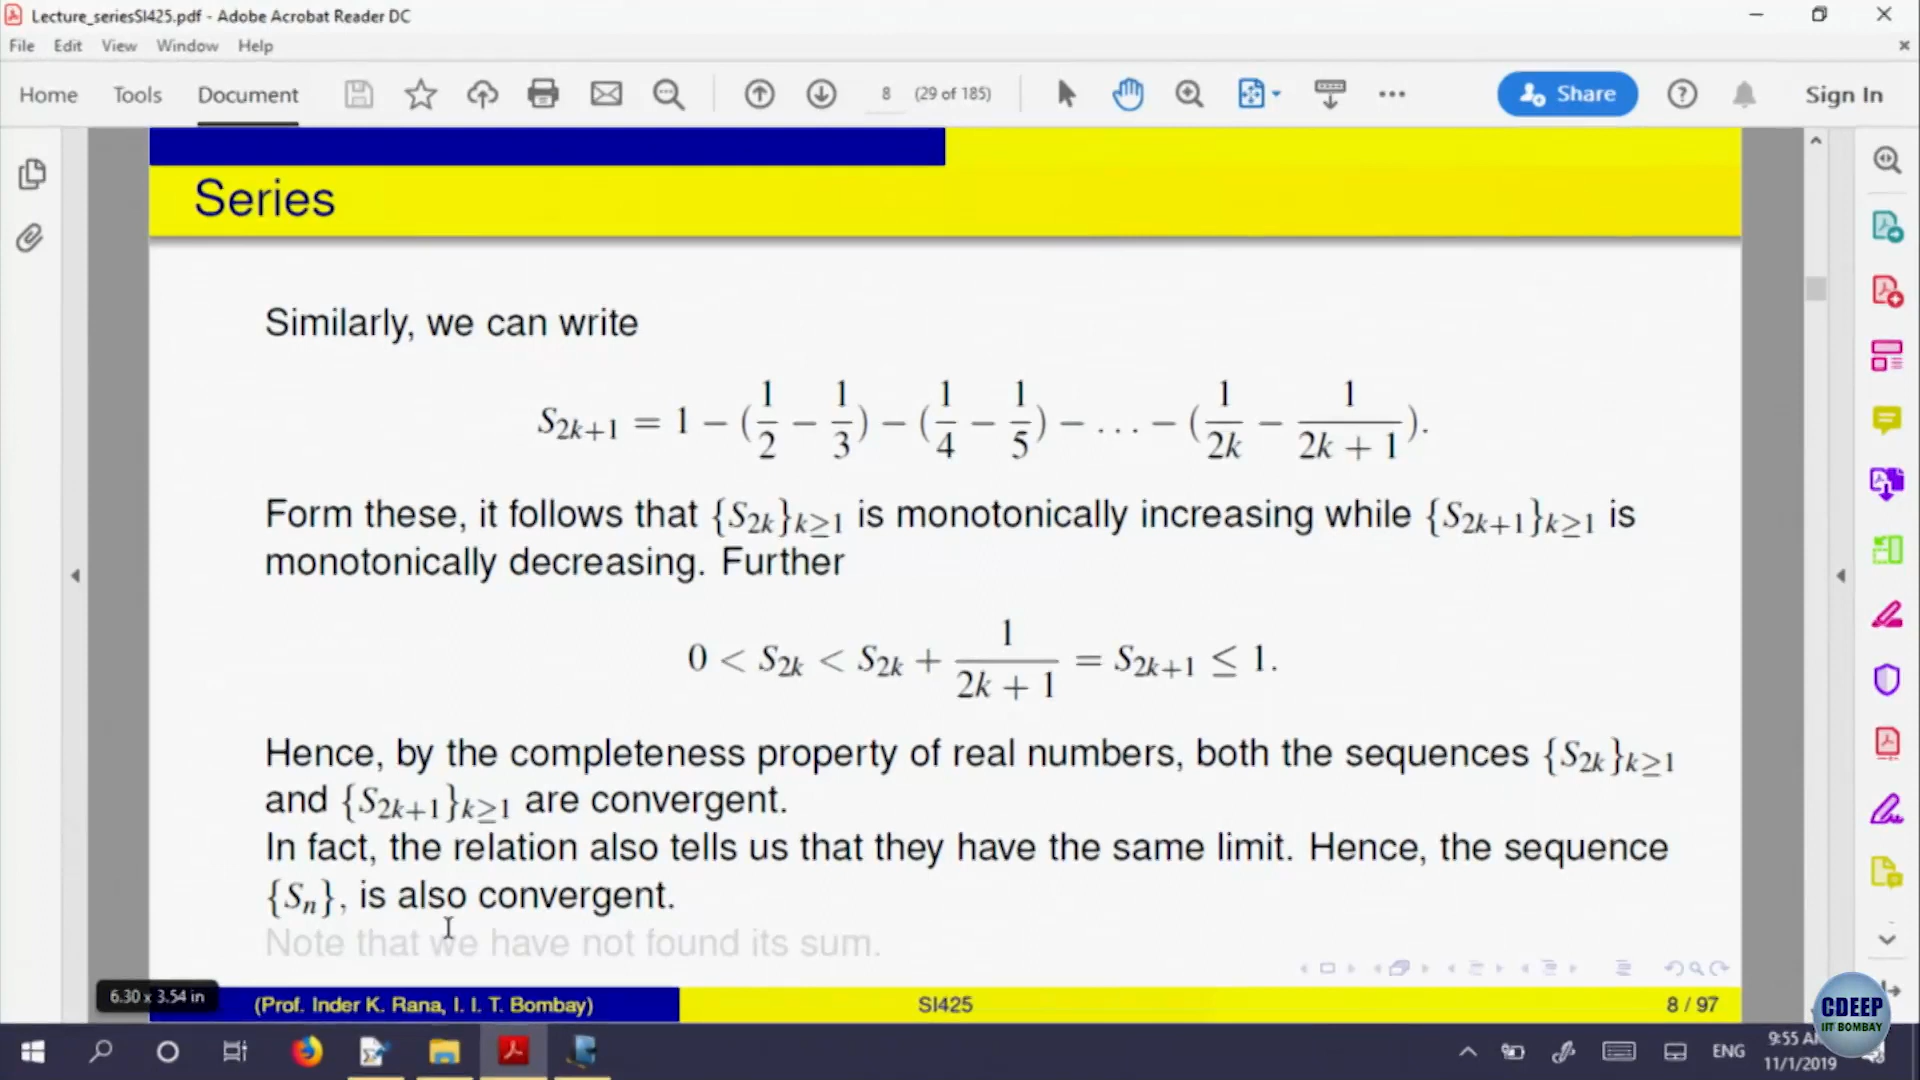 Lecture_seriesSI425.pdf - Adobe Acrobat Reader DC
File Edit View Window Help
Home Tools Document 8 (29 of 185) Share Sign In
Series
Similarly, we can write
S_{2k+1} = 1 − (1/2 − 1/3) − (1/4 − 1/5) − … − (1/2k − 1/(2k + 1)).
Form these, it follows that {S_{2k}}_{k≥1} is monotonically increasing while {S_{2k+1}}_{k≥1} is
monotonically decreasing. Further
0 < S_{2k} < S_{2k} + 1/(2k + 1) = S_{2k+1} ≤ 1.
Hence, by the completeness property of real numbers, both the sequences {S_{2k}}_{k≥1}
and {S_{2k+1}}_{k≥1} are convergent.
In fact, the relation also tells us that they have the same limit. Hence, the sequence
{S_n}, is also convergent.
Note that we have not found its sum.
6.30 x 3.54 in
(Prof. Inder K. Rana, I. I. T. Bombay) SI425 8 / 97
CDEEP
IIT BOMBAY
ENG
9:55
11/1/2019